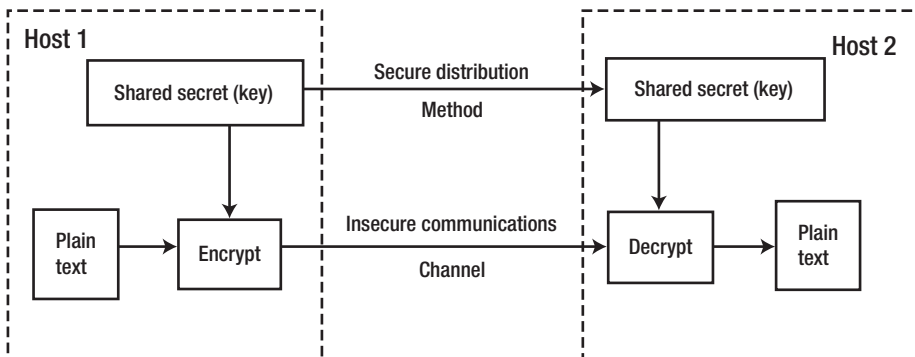 Host 1
Host 2
Shared secret (key)
Secure distribution
Method
Shared secret (key)
Plain
text
Encrypt
Insecure communications
Channel
Decrypt
Plain
text